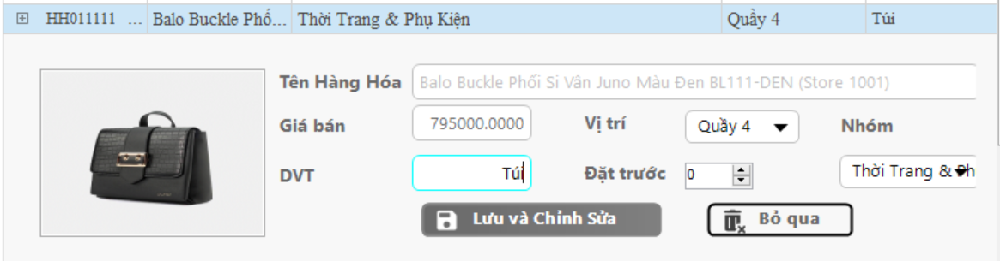 HH011111 ... Balo Buckle Phố... Thời Trang & Phụ Kiện Quầy 4 Túi
Tên Hàng Hóa Balo Buckle Phối Si Vân Juno Màu Đen BL111-DEN (Store 1001)
Giá bán 795000.0000 Vị trí Quầy 4 Nhóm
DVT Túi Đặt trước 0 Thời Trang & Ph
Lưu và Chỉnh Sửa Bỏ qua